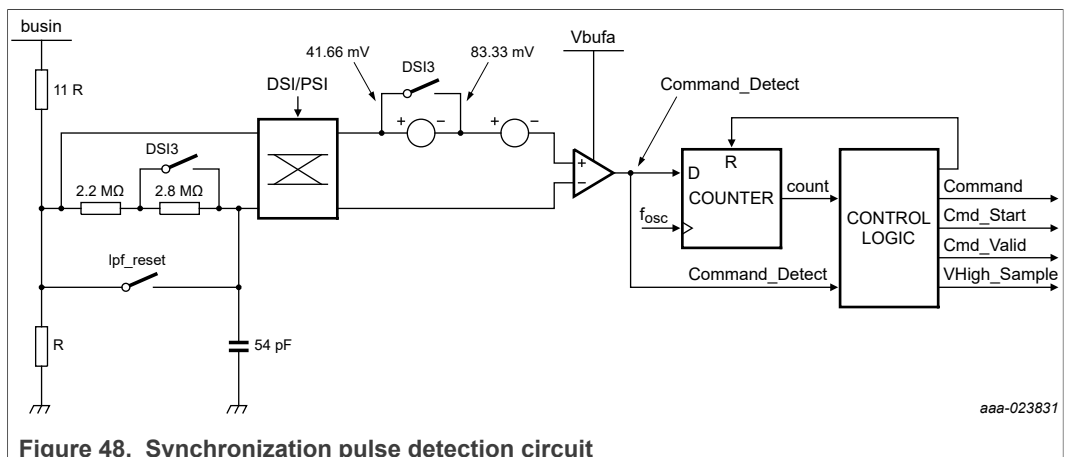 busin
11 R
DSI3
2.2 MΩ
2.8 MΩ
lpf_reset
R
54 pF
DSI/PSI
41.66 mV
DSI3
83.33 mV
+
−
+
−
Vbufa
+
−
Command_Detect
R
D
COUNTER
fosc
count
Command_Detect
CONTROL
LOGIC
Command
Cmd_Start
Cmd_Valid
VHigh_Sample
aaa-023831
Figure 48. Synchronization pulse detection circuit